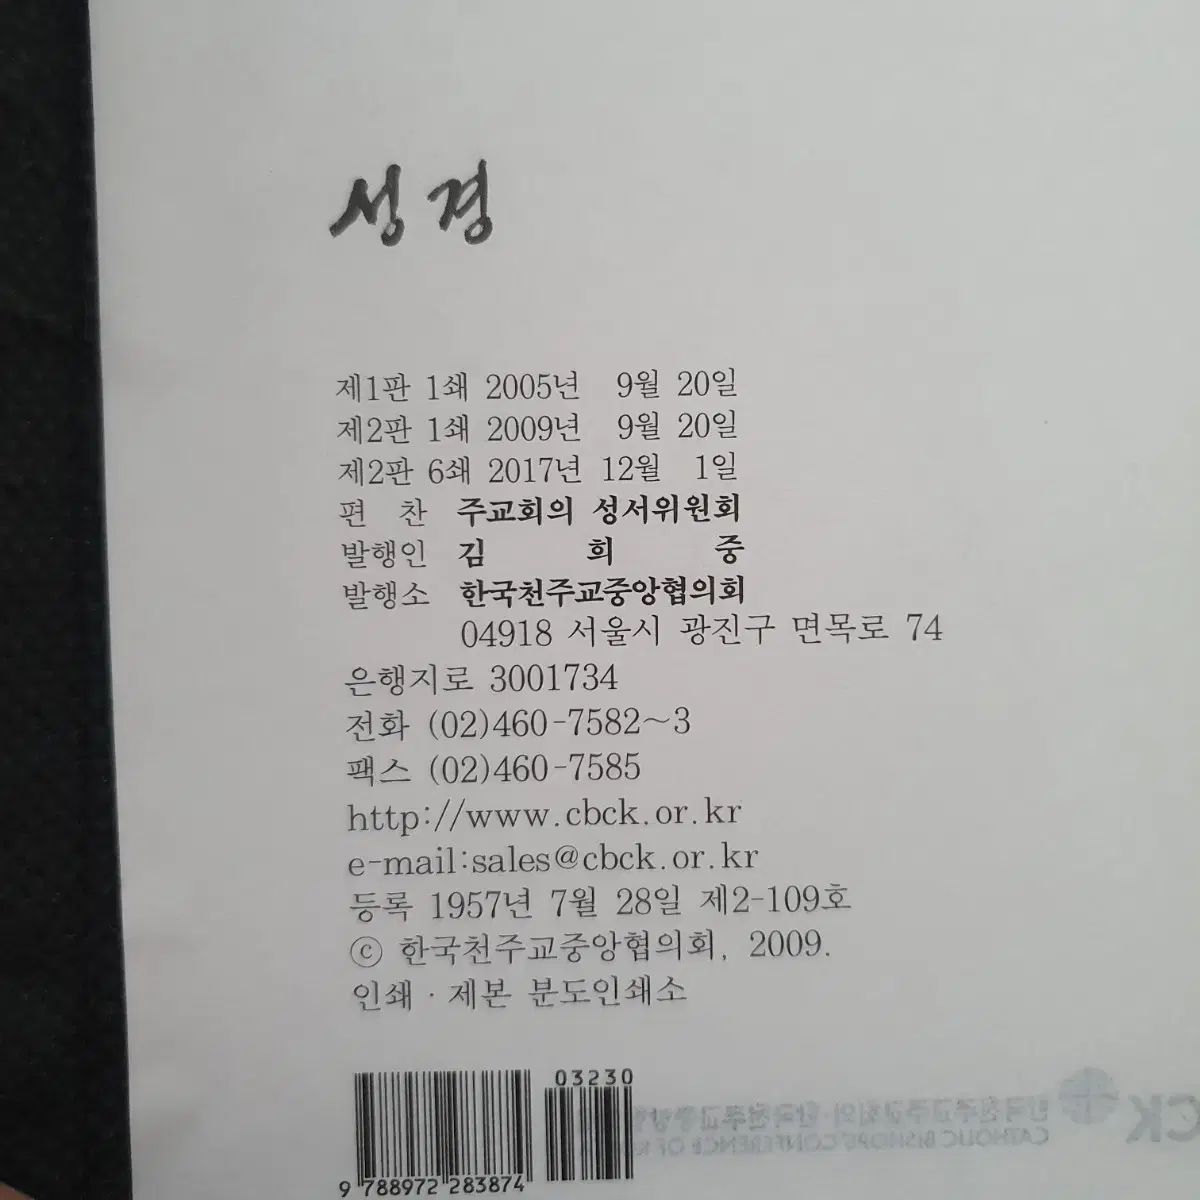 성경
제1판 1쇄 2005년 9월 20일
제2판 1쇄 2009년 9월 20일
제2판 6쇄 2017년 12월 1일
편 찬 주교회의 성서위원회
발행인 김 희 중
발행소 한국천주교중앙협의회
04918 서울시 광진구 면목로 74
은행지로 3001734
전화 (02)460-7582~3
팩스 (02)460-7585
http://www.cbck.or.kr
e-mail:sales@cbck.or.kr
등록 1957년 7월 28일 제2-109호
ⓒ 한국천주교중앙협의회, 2009.
인쇄·제본 분도인쇄소
03230
9 788972 283874